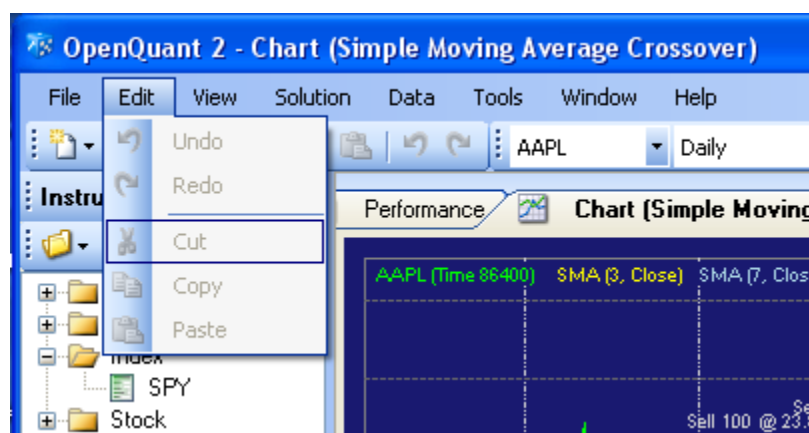 OpenQuant 2 - Chart (Simple Moving Average Crossover)
File Edit View Solution Data Tools Window Help
Undo
AAPL Daily
Redo
Performance Chart (Simple Moving
Cut
AAPL (Time 86400) SMA (3, Close) SMA (7,
Copy
Paste
Index
SPY
Stock
Sell 100 @